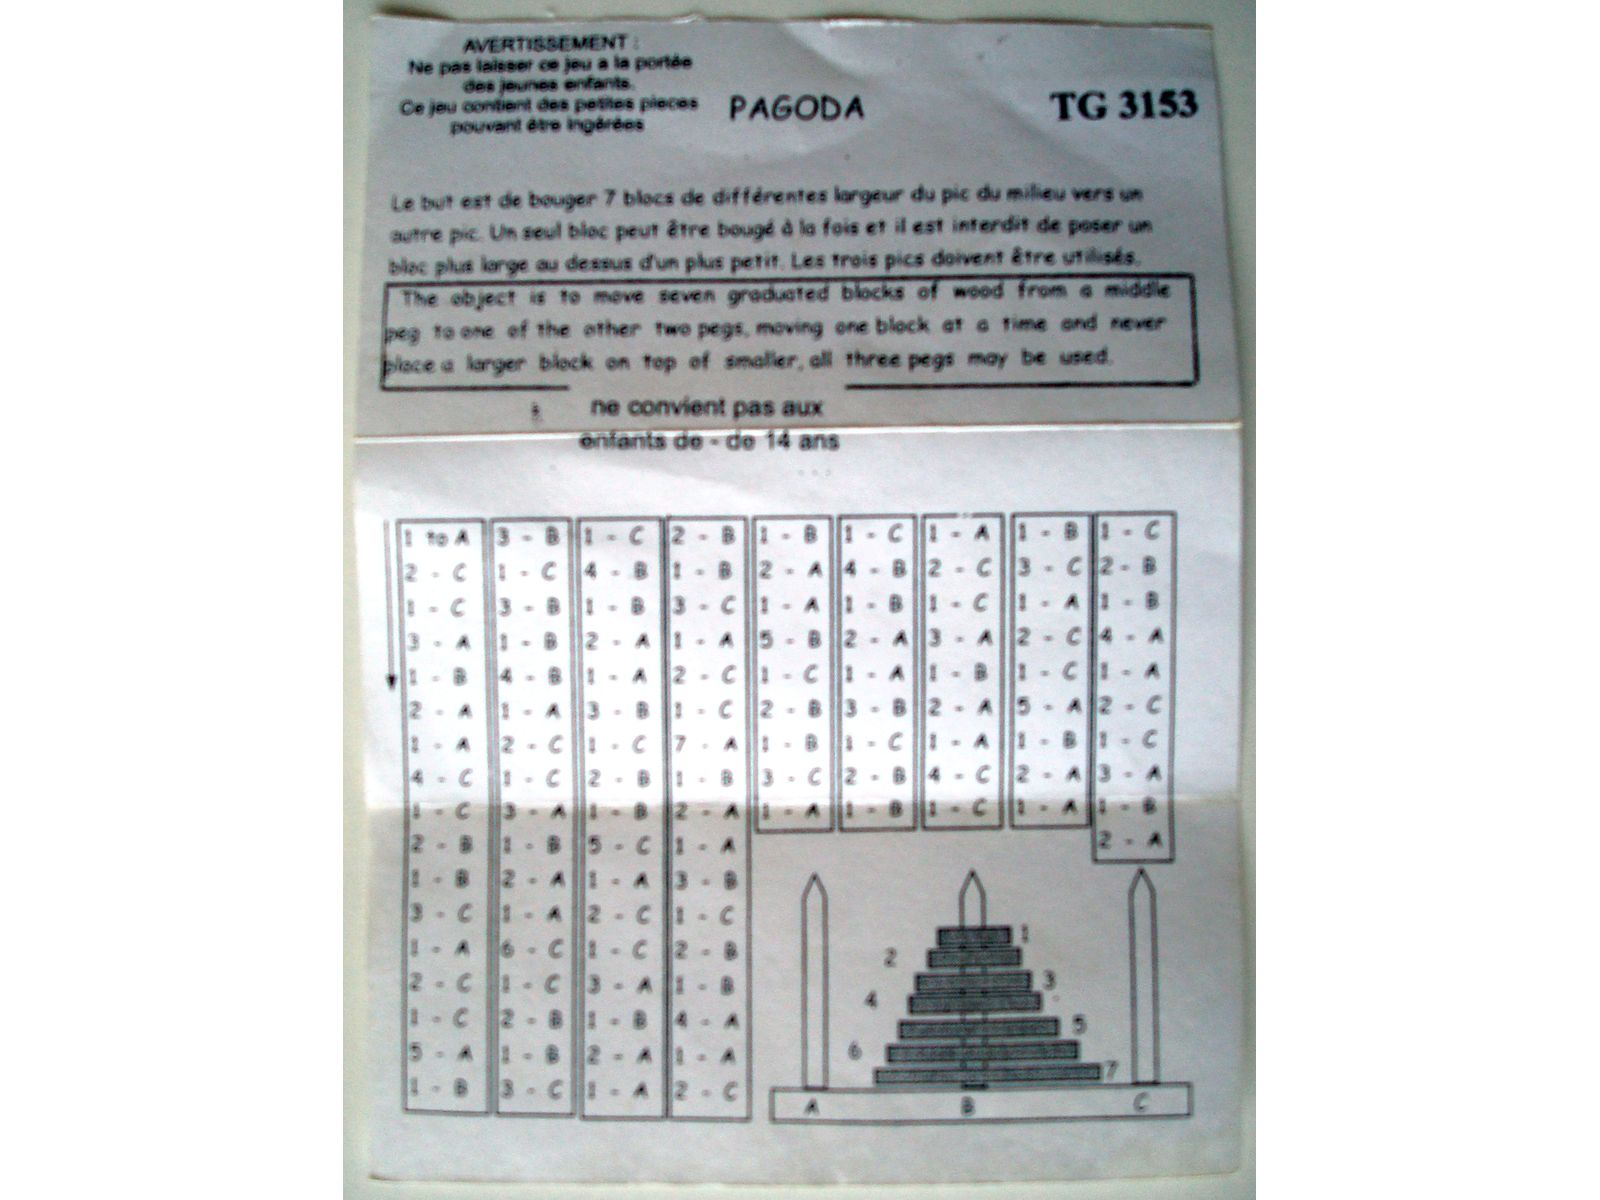 AVERTISSEMENT :
Ne pas laisser ce jeu a la portée
des jeunes enfants.
Ce jeu contient des petites pieces
pouvant être ingérées
PAGODA
TG 3153
Le but est de bouger 7 blocs de différentes largeur du pic du milieu vers un
autre pic. Un seul bloc peut être bougé à la fois et il est interdit de poser un
bloc plus large au dessus d'un plus petit. Les trois pics doivent être utilisés.
The object is to move seven graduated blocks of wood from a middle
peg to one of the other two pegs, moving one block at a time and never
place a larger block on top of smaller, all three pegs may be used.
ne convient pas aux
enfants de - de 14 ans
1 to A
2 - C
1 - C
3 - A
1 - B
2 - A
1 - A
4 - C
1 - C
2 - B
1 - B
3 - C
1 - A
2 - C
1 - C
5 - A
1 - B
3 - B
1 - C
3 - B
1 - B
4 - B
1 - A
2 - C
1 - C
3 - A
1 - B
2 - A
1 - A
6 - C
1 - C
2 - B
1 - B
3 - C
1 - C
4 - B
1 - B
2 - A
1 - A
3 - B
1 - C
2 - B
1 - B
5 - C
1 - A
2 - C
1 - C
3 - A
1 - B
2 - A
1 - A
2 - B
1 - B
3 - C
1 - A
2 - C
1 - C
7 - A
1 - B
2 - A
1 - A
3 - B
1 - C
2 - B
1 - B
4 - A
1 - A
2 - C
1 - B
2 - A
1 - A
5 - B
1 - C
2 - B
1 - B
3 - C
1 - A
1 - C
4 - B
1 - B
2 - A
1 - A
3 - B
1 - C
2 - B
1 - B
1 - A
2 - C
1 - C
3 - A
1 - B
2 - A
1 - A
4 - C
1 - C
1 - B
3 - C
1 - A
2 - C
1 - C
5 - A
1 - B
2 - A
1 - A
1 - C
2 - B
1 - B
4 - A
1 - A
2 - C
1 - C
3 - A
1 - B
2 - A
1
2
3
4
5
6
7
A B C